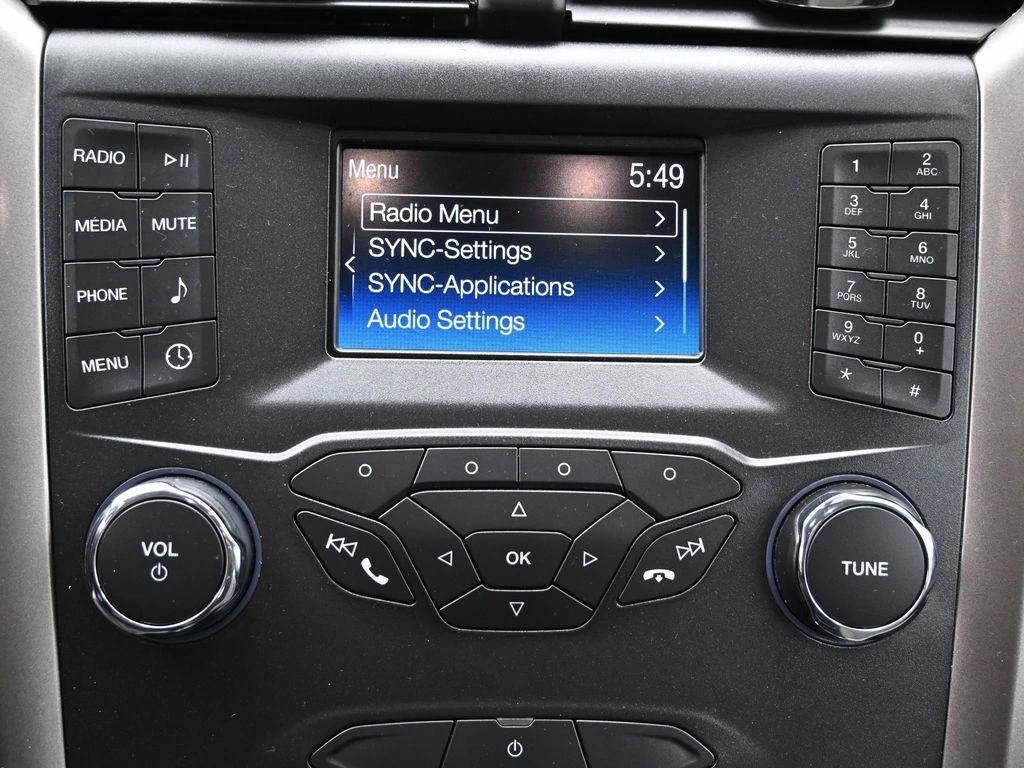 Menu 5:49
Radio Menu
SYNC-Settings
SYNC-Applications
Audio Settings
RADIO
MEDIA MUTE
PHONE
MENU
1 2 ABC
3 DEF 4 GHI
5 JKL 6 MNO
7 PQRS 8 TUV
9 WXYZ 0 +
* #
VOL
OK
TUNE